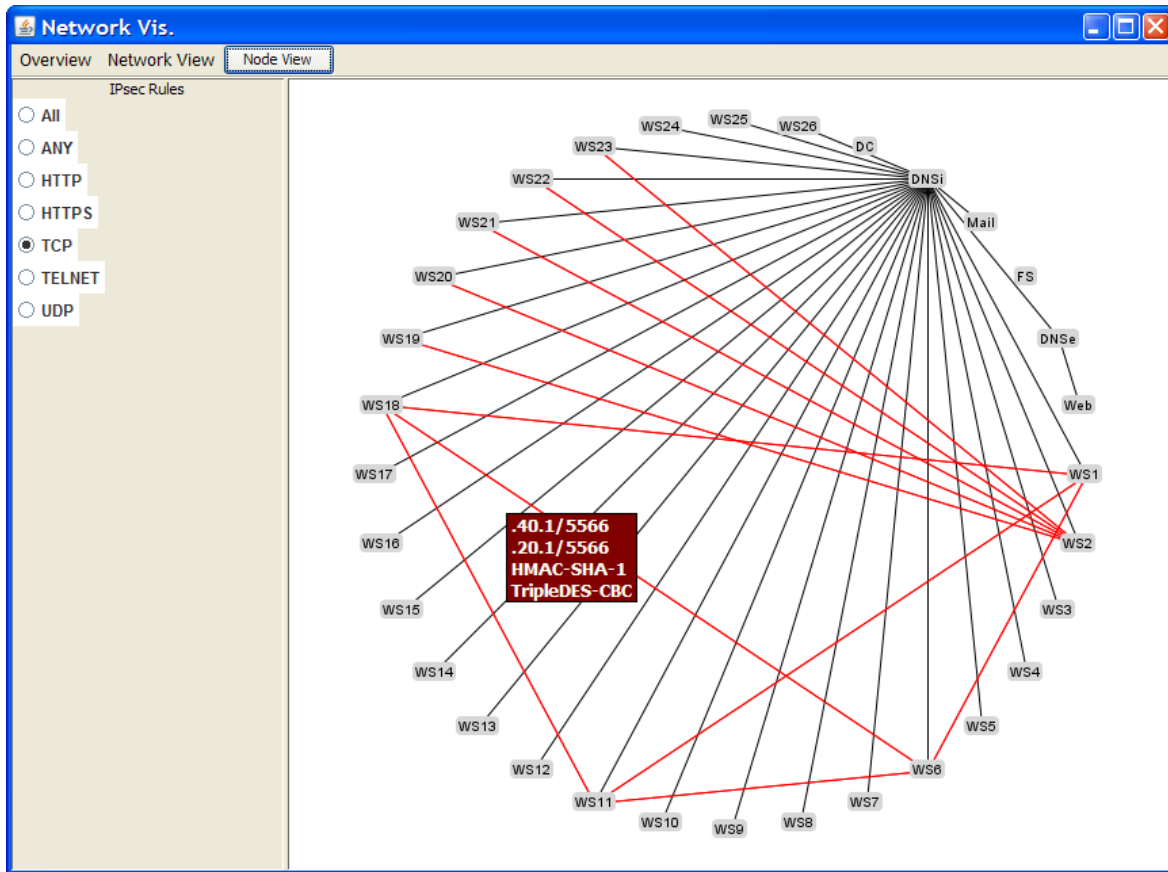 Network Vis.
Overview Network View Node View
IPsec Rules
All
ANY
HTTP
HTTPS
TCP
TELNET
UDP
WS26
WS25
WS24
DC
WS23
DNSi
WS22
Mail
WS21
FS
WS20
DNSe
WS19
Web
WS18
WS1
WS17
WS2
WS16
.40.1/5566
.20.1/5566
HMAC-SHA-1
TripleDES-CBC
WS3
WS15
WS4
WS14
WS5
WS13
WS6
WS12
WS7
WS11
WS8
WS10
WS9